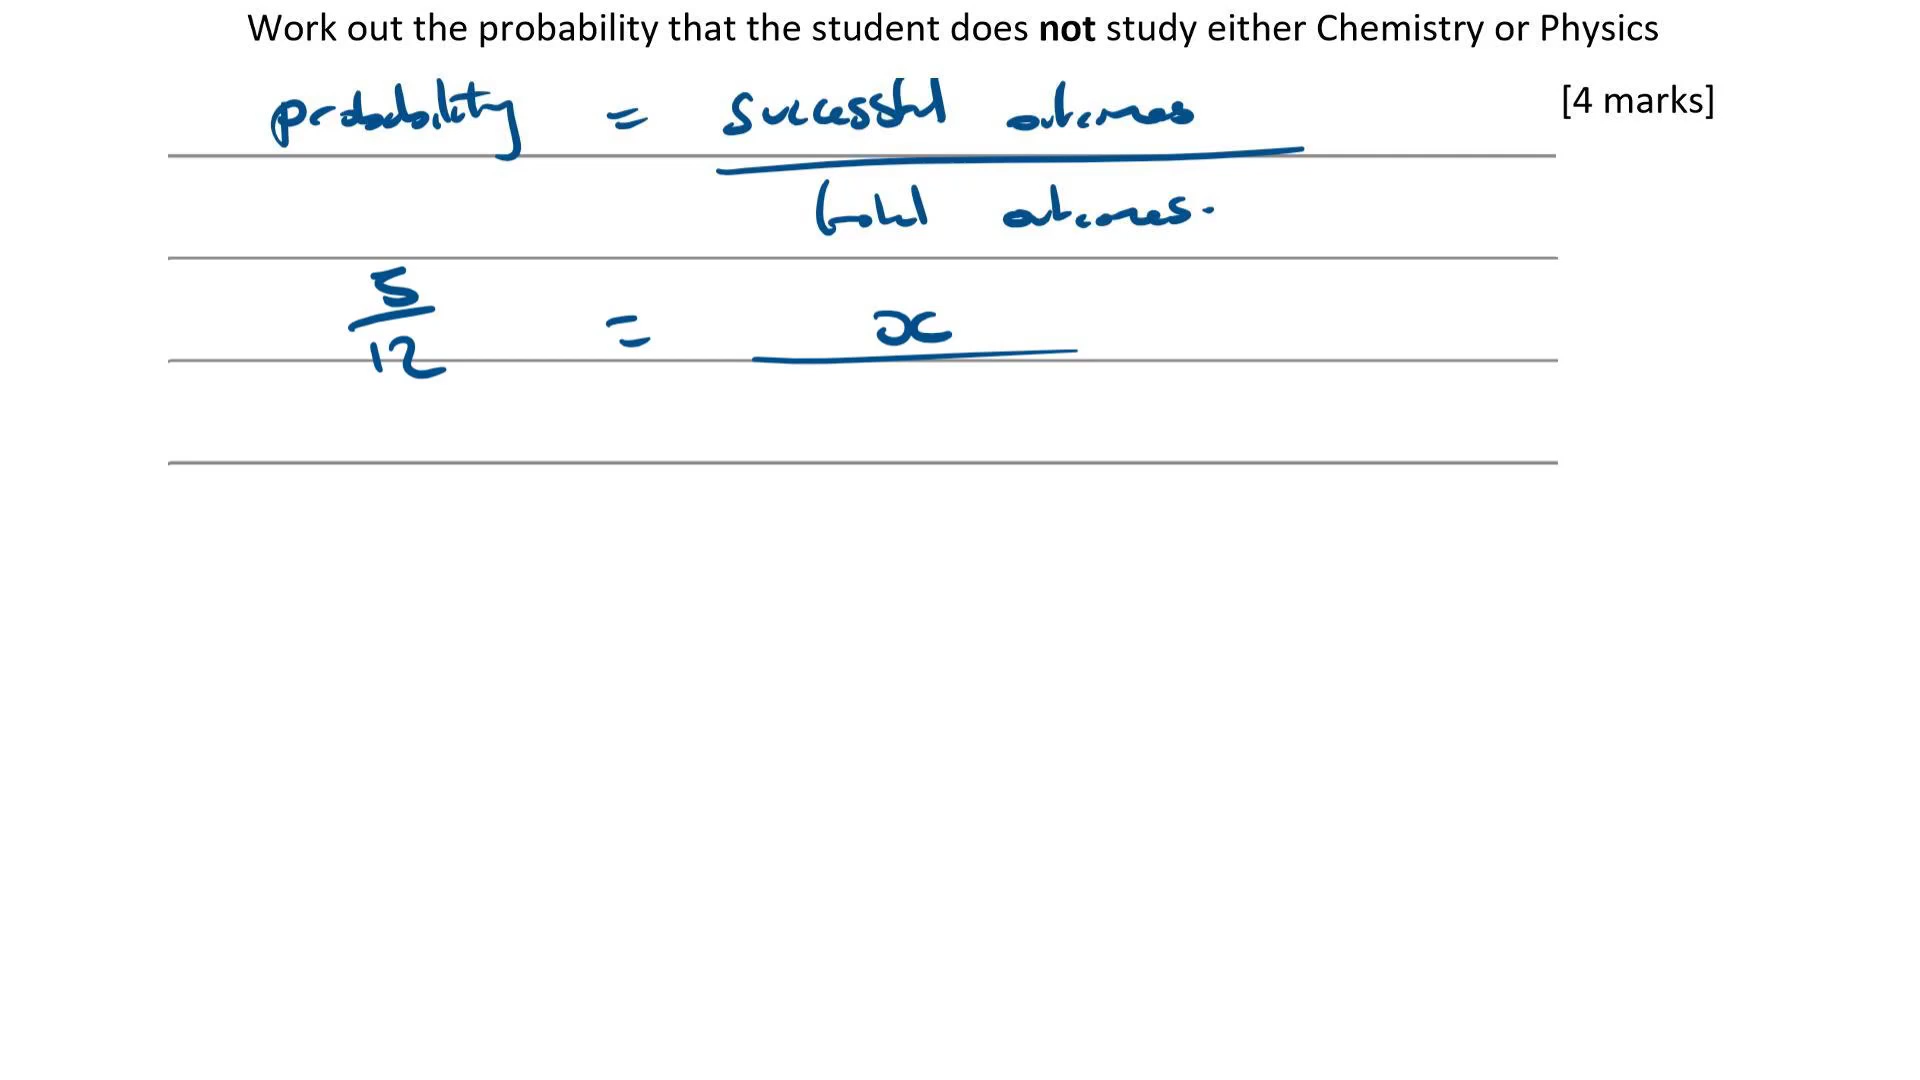 Work out the probability that the student does not study either Chemistry or Physics
[4 marks]
probability = successful outcomes
total outcomes.
5
12
= x